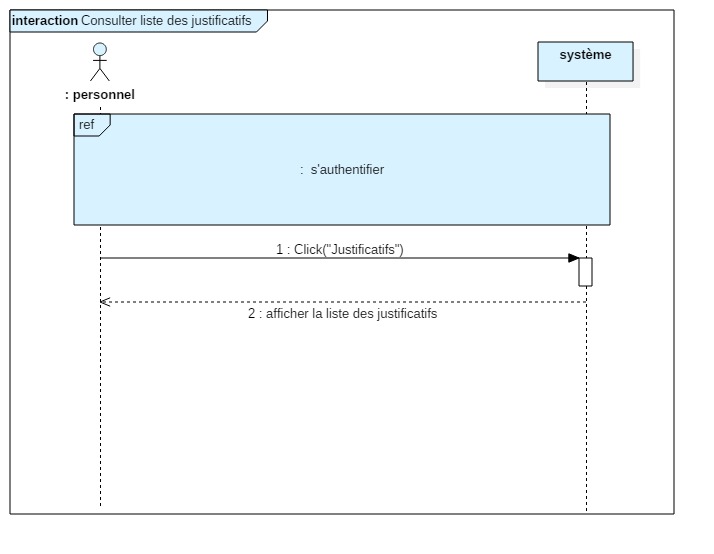 interaction Consulter liste des justificatifs
système
: personnel
ref
: s'authentifier
1 : Click("Justificatifs")
2 : afficher la liste des justificatifs